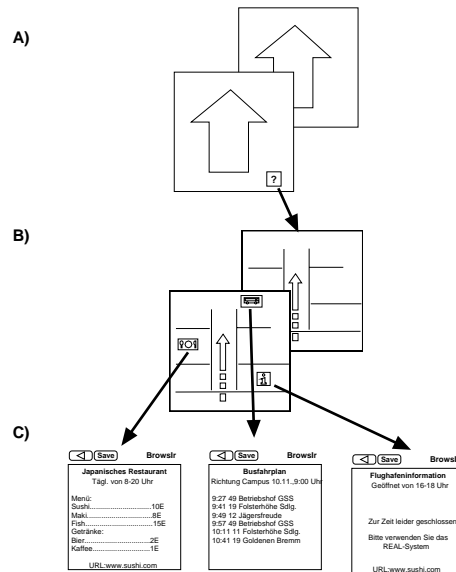 A)
?
B)
C)
Save Browslr
Japanisches Restaurant
Tägl. von 8-20 Uhr
Menü:
Sushi..............................10E
Maki................................8E
Fish................................15E
Getränke:
Bier................................2E
Kaffee.............................1E
URL:www.sushi.com
Save Browslr
Busfahrplan
Richtung Campus 10.11.,9:00 Uhr
9:27 49 Betriebshof GSS
9:41 19 Folsterhöhe Sdlg.
9:49 12 Jägersfreude
9:57 49 Betriebshof GSS
10:11 11 Folsterhöhe Sdlg.
10:41 19 Goldenen Bremm
Save Browsl
Flughafeninformation
Geöffnet von 16-18 Uhr
Zur Zeit leider geschlossen
Bitte verwenden Sie das
REAL-System
URL:www.sushi.com